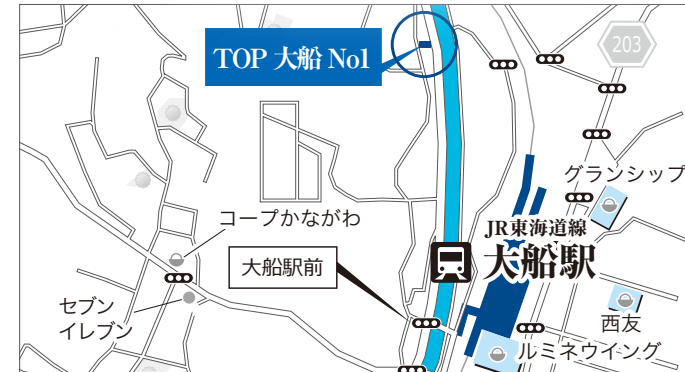 TOP 大船 No1
203
グランシップ
コープかながわ
JR東海道線
大船駅
大船駅前
セブン
イレブン
西友
ルミネウイング